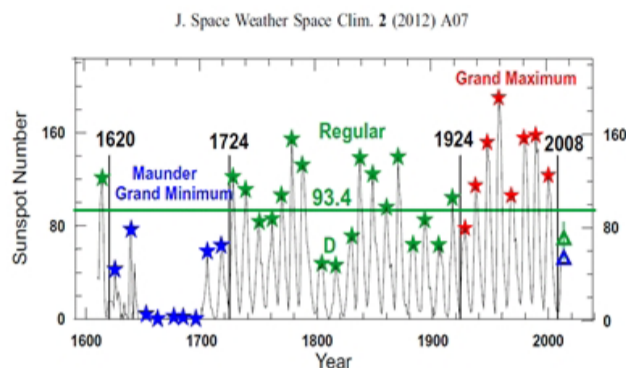 J. Space Weather Space Clim. 2 (2012) A07
Grand Maximum
160
1620
1724
Regular
1924
2008
160
Maunder
Grand Minimum
93.4
80
D
80
0
0
1600
1700
1800
1900
2000
Year
Sunspot Number